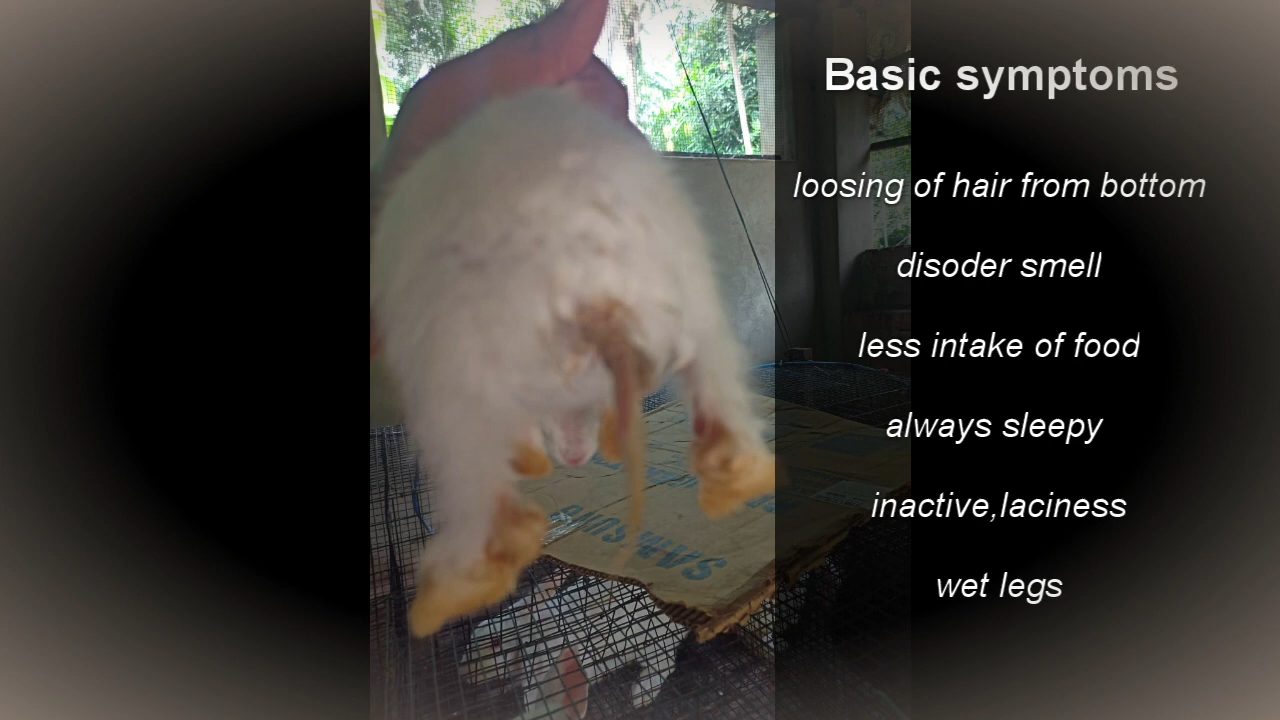 Basic symptoms
loosing of hair from bottom
disoder smell
less intake of food
always sleepy
inactive,laciness
wet legs
SAMSUNG